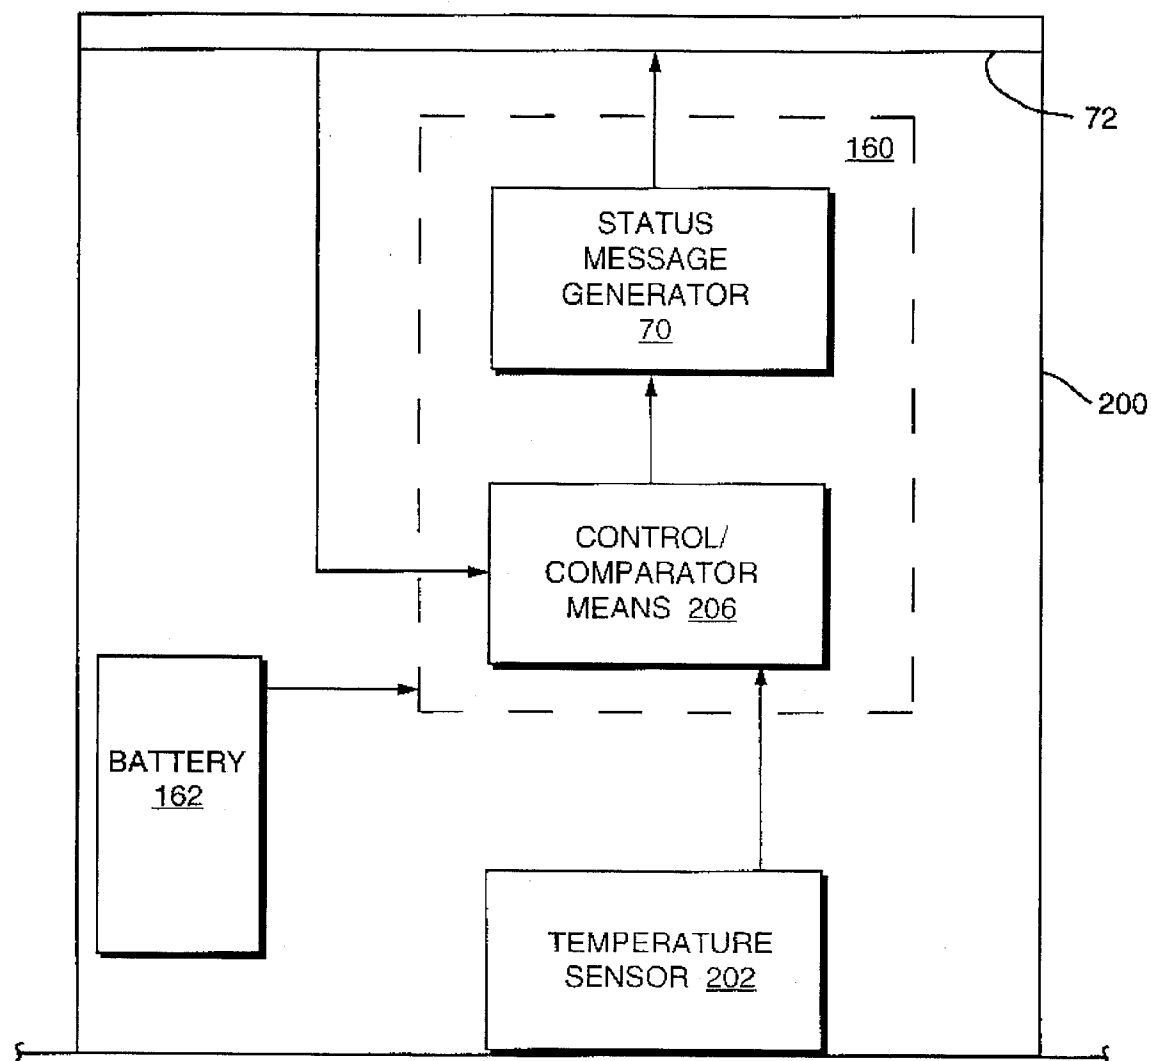 72
160
STATUS
MESSAGE
GENERATOR
70
200
CONTROL/
COMPARATOR
MEANS 206
BATTERY
162
TEMPERATURE
SENSOR 202